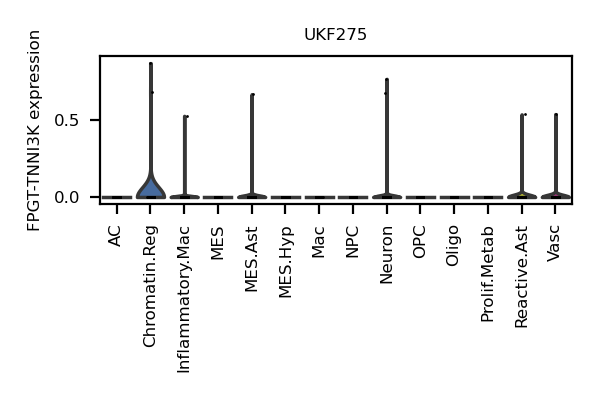 UKF275
FPGT-TNNI3K expression
0.5
0.0
AC
Chromatin.Reg
Inflammatory.Mac
MES
MES.Ast
MES.Hyp
Mac
NPC
Neuron
OPC
Oligo
Prolif.Metab
Reactive.Ast
Vasc